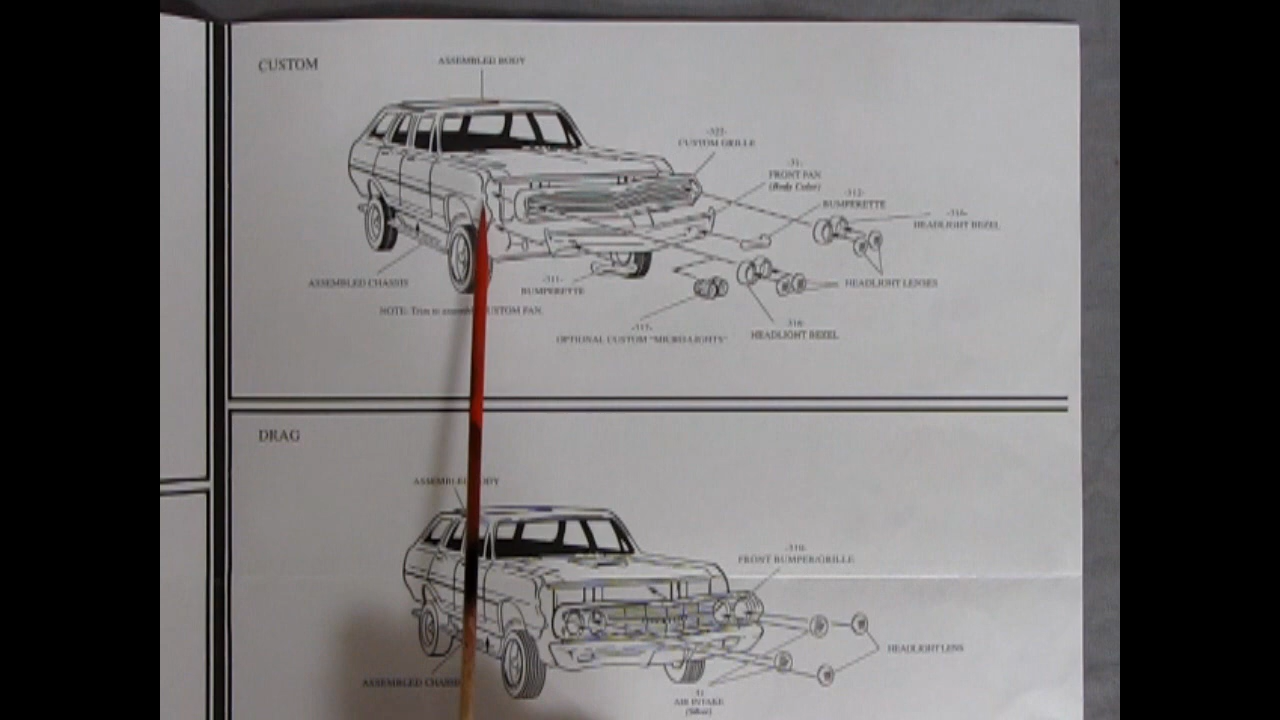 CUSTOM
ASSEMBLED BODY
-322-
CUSTOM GRILLE
-31-
FRONT PAN
(Body Color)
-312-
BUMPERETTE
-316-
HEADLIGHT BEZEL
HEADLIGHT LENSES
ASSEMBLED CHASSIS
-311-
BUMPERETTE
NOTE: Trim to assemble CUSTOM PAN.
-317-
OPTIONAL CUSTOM "MICRO-LIGHTS"
-316-
HEADLIGHT BEZEL
DRAG
ASSEMBLED BODY
-310-
FRONT BUMPER/GRILLE
HEADLIGHT LENS
ASSEMBLED CHASSIS
AIR INTAKE
(Silver)